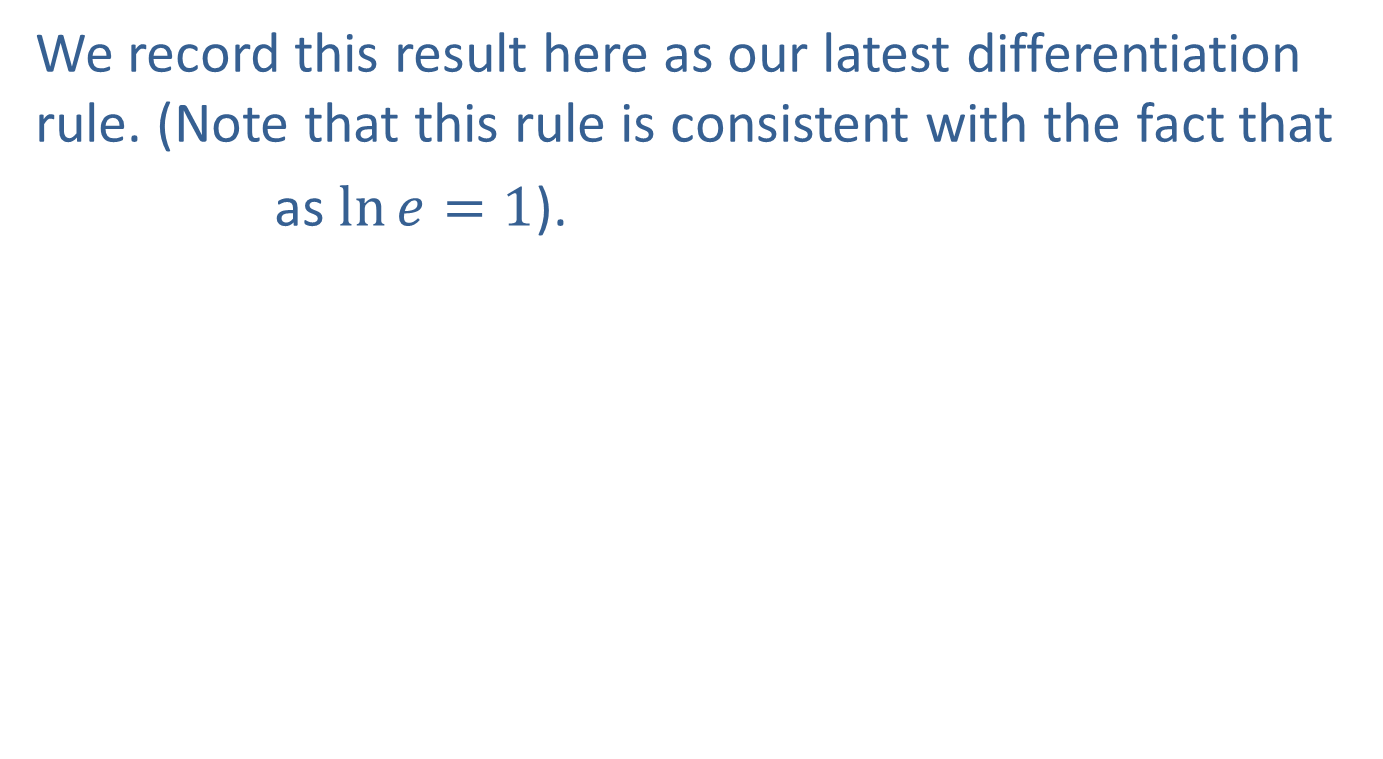 We record this result here as our latest differentiation
rule. (Note that this rule is consistent with the fact that
as ln e = 1).